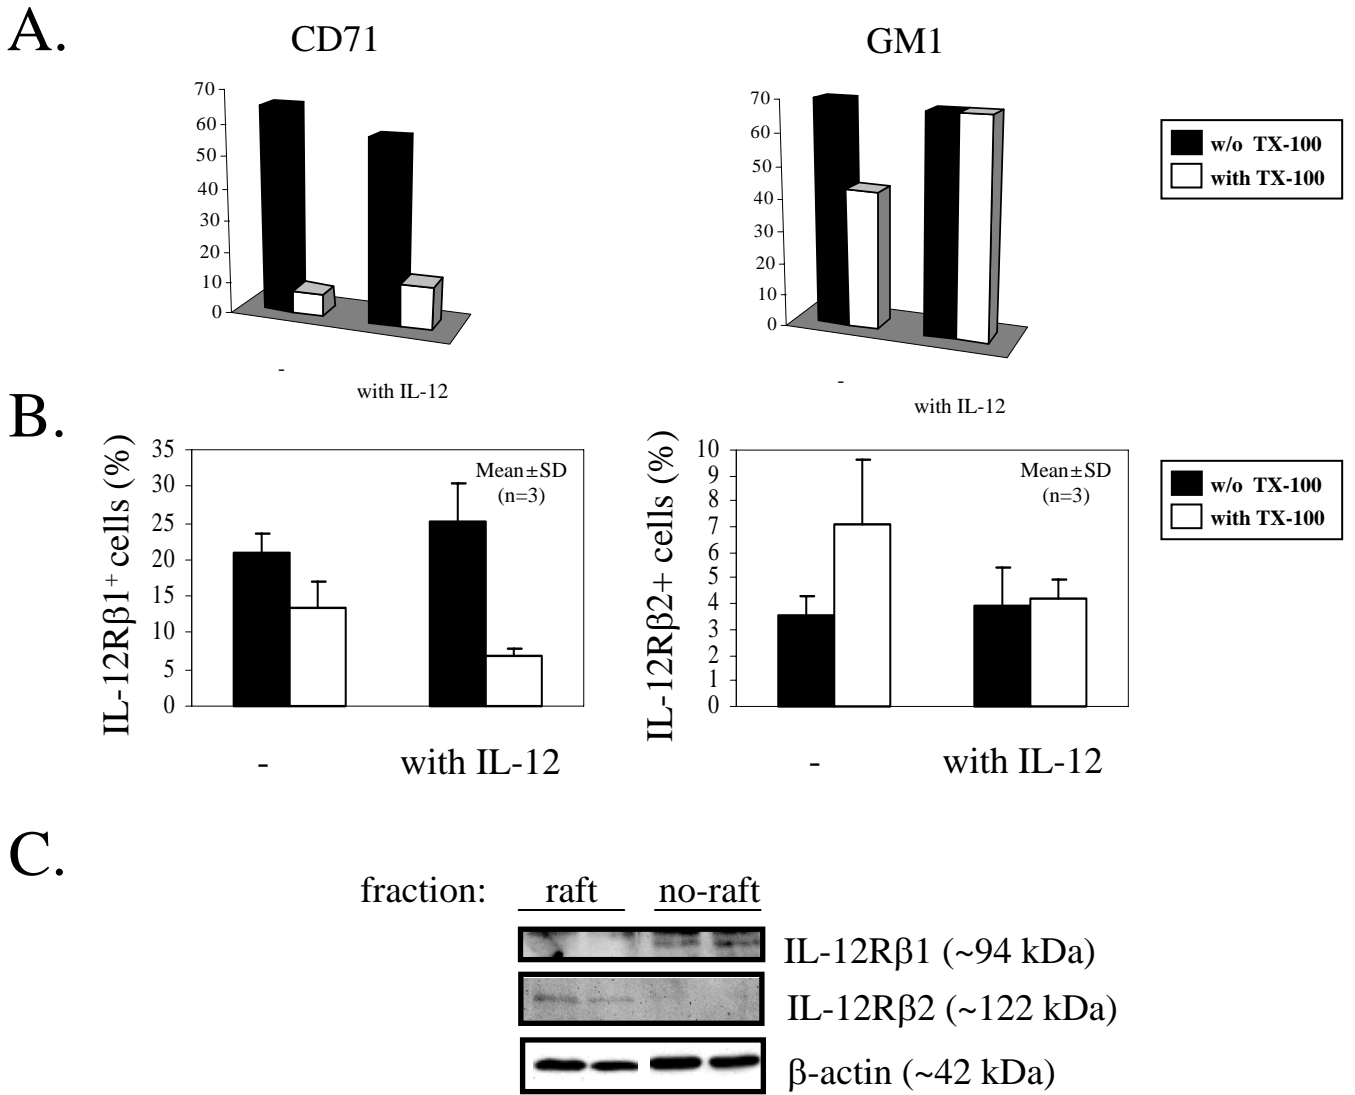 A.
CD71
GM1
70
60
50
40
30
20
10
0
-
with IL-12
70
60
50
40
30
20
10
0
-
with IL-12
w/o TX-100
with TX-100
B.
IL-12Rβ1+ cells (%)
35
30
25
20
15
10
5
0
Mean±SD
(n=3)
-
with IL-12
IL-12Rβ2+ cells (%)
10
9
8
7
6
5
4
3
2
1
0
Mean±SD
(n=3)
-
with IL-12
w/o TX-100
with TX-100
C.
fraction: raft no-raft
IL-12Rβ1 (~94 kDa)
IL-12Rβ2 (~122 kDa)
β-actin (~42 kDa)